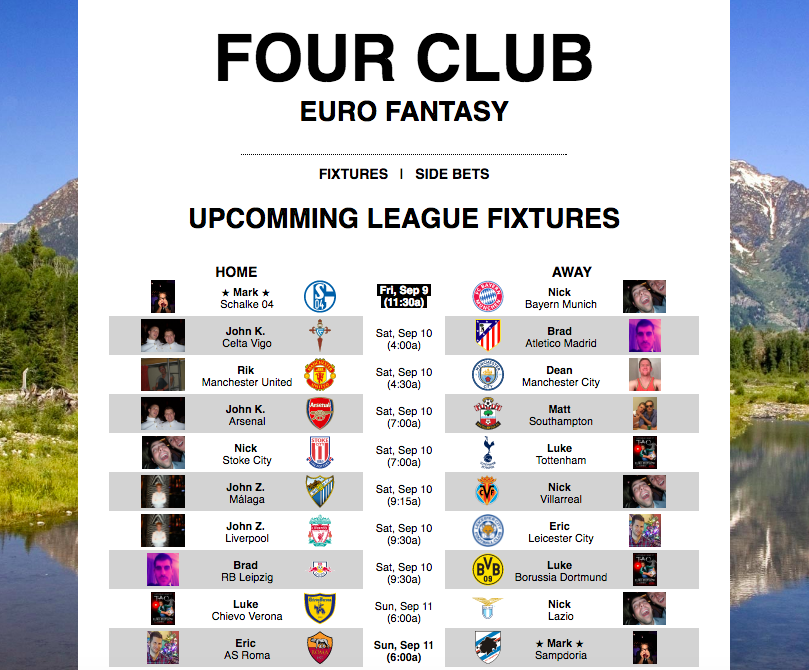 FOUR CLUB
EURO FANTASY
FIXTURES | SIDE BETS
UPCOMMING LEAGUE FIXTURES
HOME AWAY
★ Mark ★ Fri, Sep 9 Nick
Schalke 04 (11:30a) Bayern Munich
John K. Sat, Sep 10 Brad
Celta Vigo (4:00a) Atletico Madrid
Rik Sat, Sep 10 Dean
Manchester United (4:30a) Manchester City
John K. Sat, Sep 10 Matt
Arsenal Arsenal (7:00a) Southampton
Nick STOKE CITY Sat, Sep 10 Luke
Stoke City (7:00a) Tottenham
John Z. Sat, Sep 10 Nick
Málaga (9:15a) Villarreal
John Z. Sat, Sep 10 Eric
Liverpool (9:30a) Leicester City
Brad Sat, Sep 10 BVB Luke
RB Leipzig (9:30a) 09 Borussia Dortmund
Luke Sun, Sep 11 Nick
Chievo Verona (6:00a) Lazio
Eric Sun, Sep 11 ★ Mark ★
AS Roma (6:00a) Sampdoria